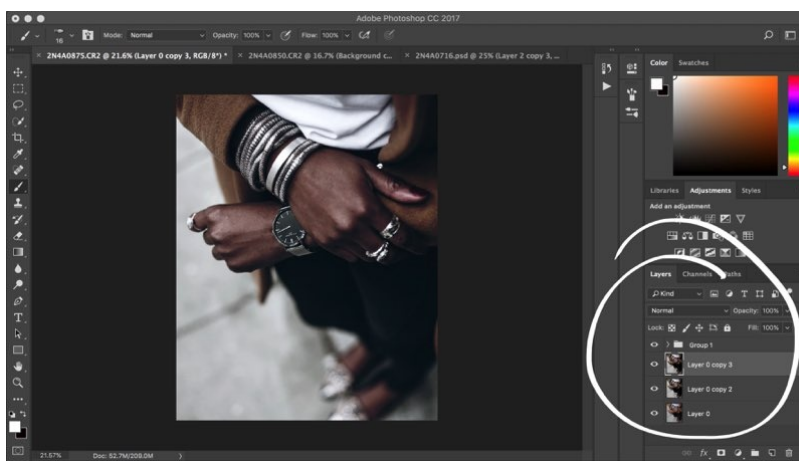 Adobe Photoshop CC 2017
16 Mode: Normal Opacity: 100% Flow: 100%
× 2N4A0875.CR2 @ 21.6% (Layer 0 copy 3, RGB/8*) * × 2N4A0850.CR2 @ 16.7% (Background c... × 2N4A0716.psd @ 25% (Layer 2 copy 3, ...
Color Swatches
Libraries Adjustments Styles
Add an adjustment
Layers Channels Paths
Kind
Normal Opacity: 100%
Lock: Fill: 100%
Group 1
Layer 0 copy 3
Layer 0 copy 2
Layer 0
21.57% Doc: 52.7M/209.0M
fx